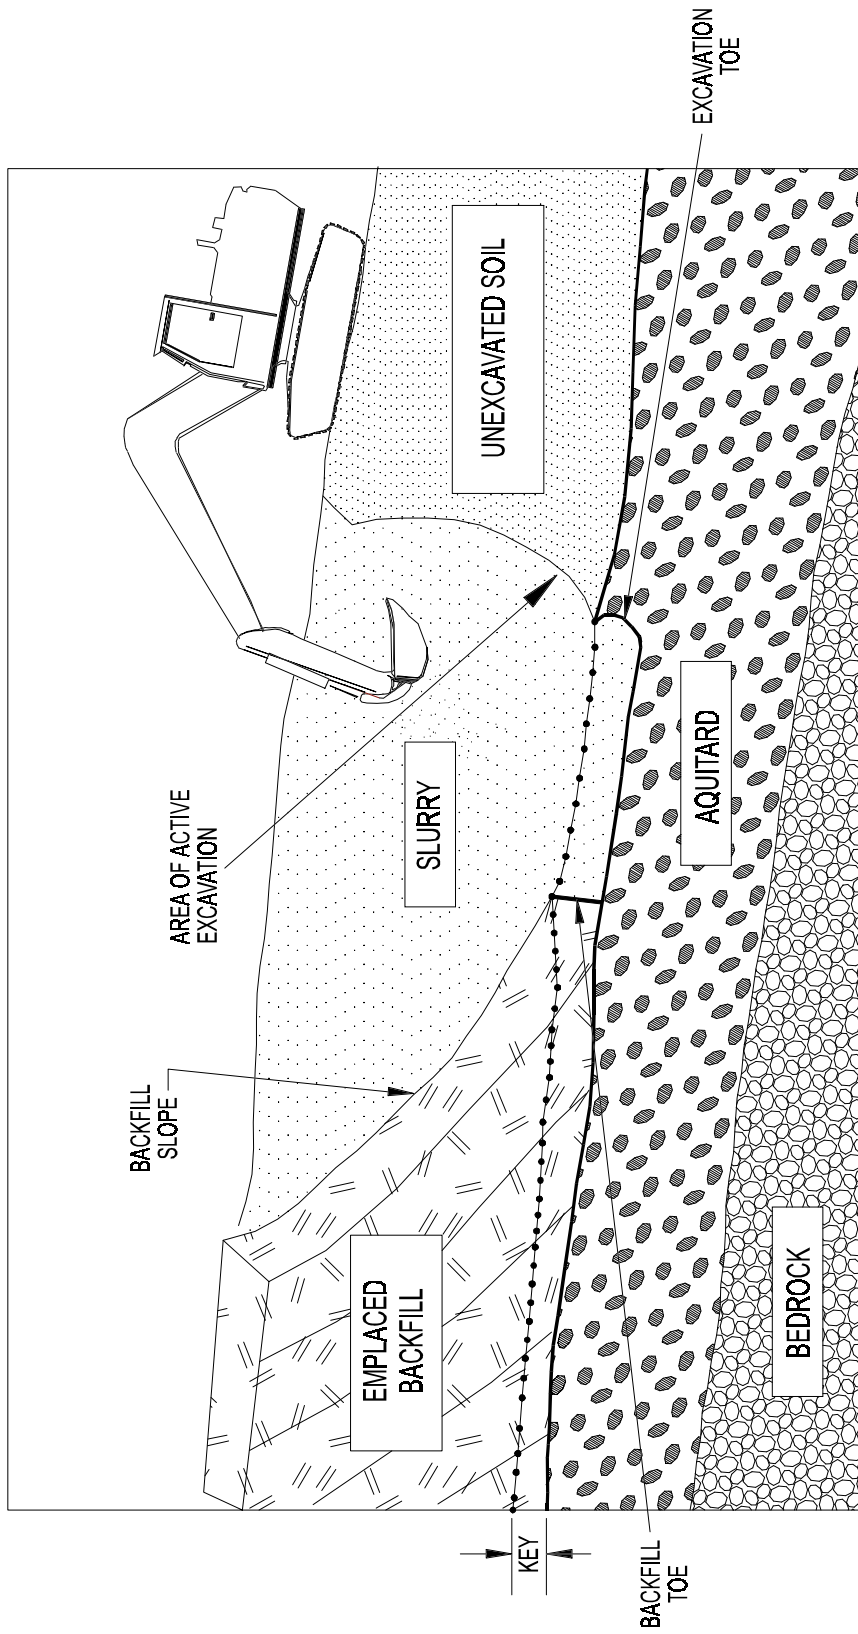 BACKFILL
SLOPE
AREA OF ACTIVE
EXCAVATION
EMPLACED
BACKFILL
SLURRY
UNEXCAVATED SOIL
KEY
BACKFILL
TOE
BEDROCK
AQUITARD
EXCAVATION
TOE